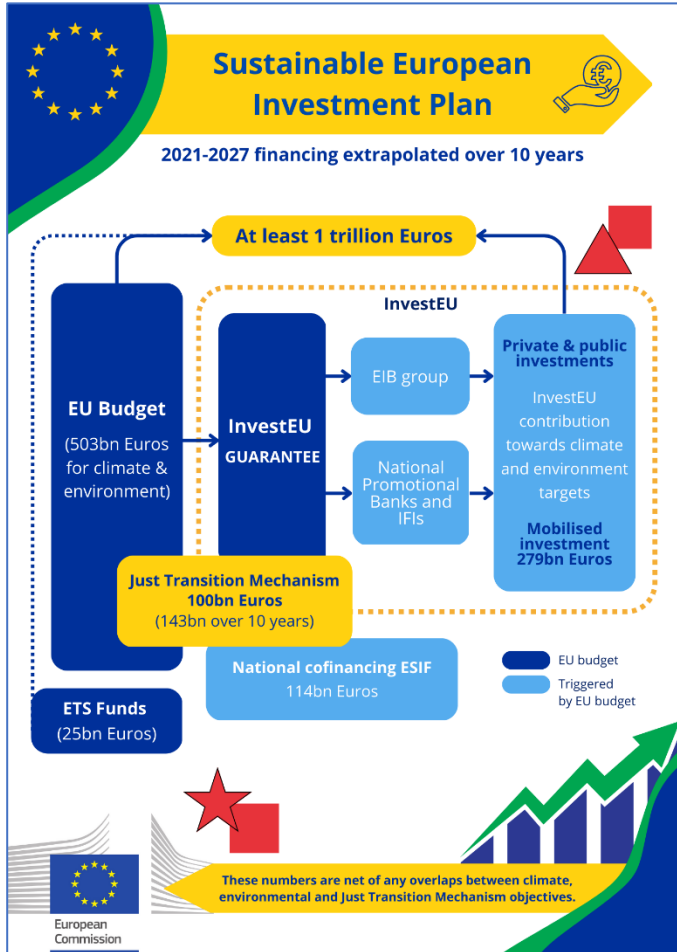 Sustainable European
Investment Plan
2021-2027 financing extrapolated over 10 years
At least 1 trillion Euros
InvestEU
EU Budget
(503bn Euros
for climate &
environment)
InvestEU
GUARANTEE
EIB group
National
Promotional
Banks and
IFIs
Private & public
investments
InvestEU
contribution
towards climate
and environment
targets
Mobilised
investment
279bn Euros
Just Transition Mechanism
100bn Euros
(143bn over 10 years)
National cofinancing ESIF
114bn Euros
ETS Funds
(25bn Euros)
EU budget
Triggered
by EU budget
These numbers are net of any overlaps between climate,
environmental and Just Transition Mechanism objectives.
European
Commission